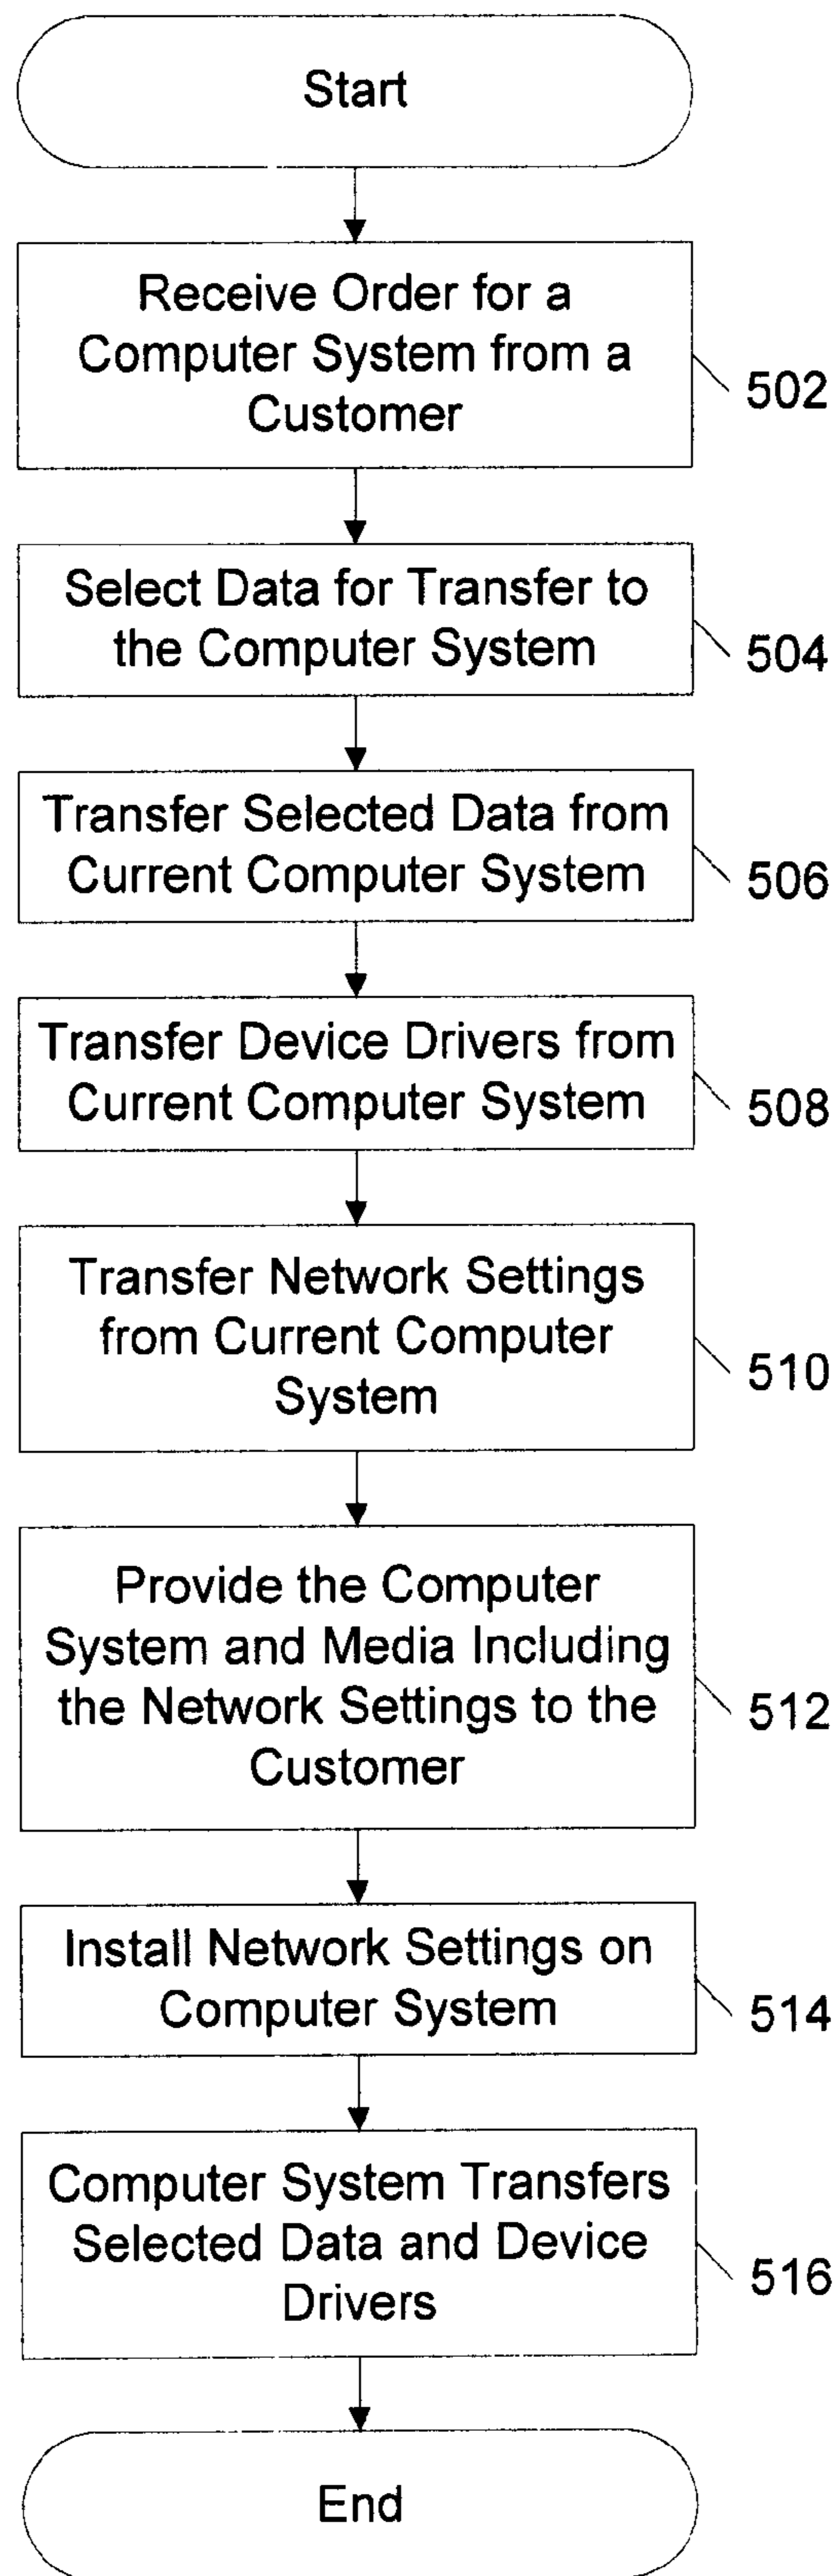 Start
Receive Order for a
Computer System from a
Customer
502
Select Data for Transfer to
the Computer System
504
Transfer Selected Data from
Current Computer System
506
Transfer Device Drivers from
Current Computer System
508
Transfer Network Settings
from Current Computer
System
510
Provide the Computer
System and Media Including
the Network Settings to the
Customer
512
Install Network Settings on
Computer System
514
Computer System Transfers
Selected Data and Device
Drivers
516
End